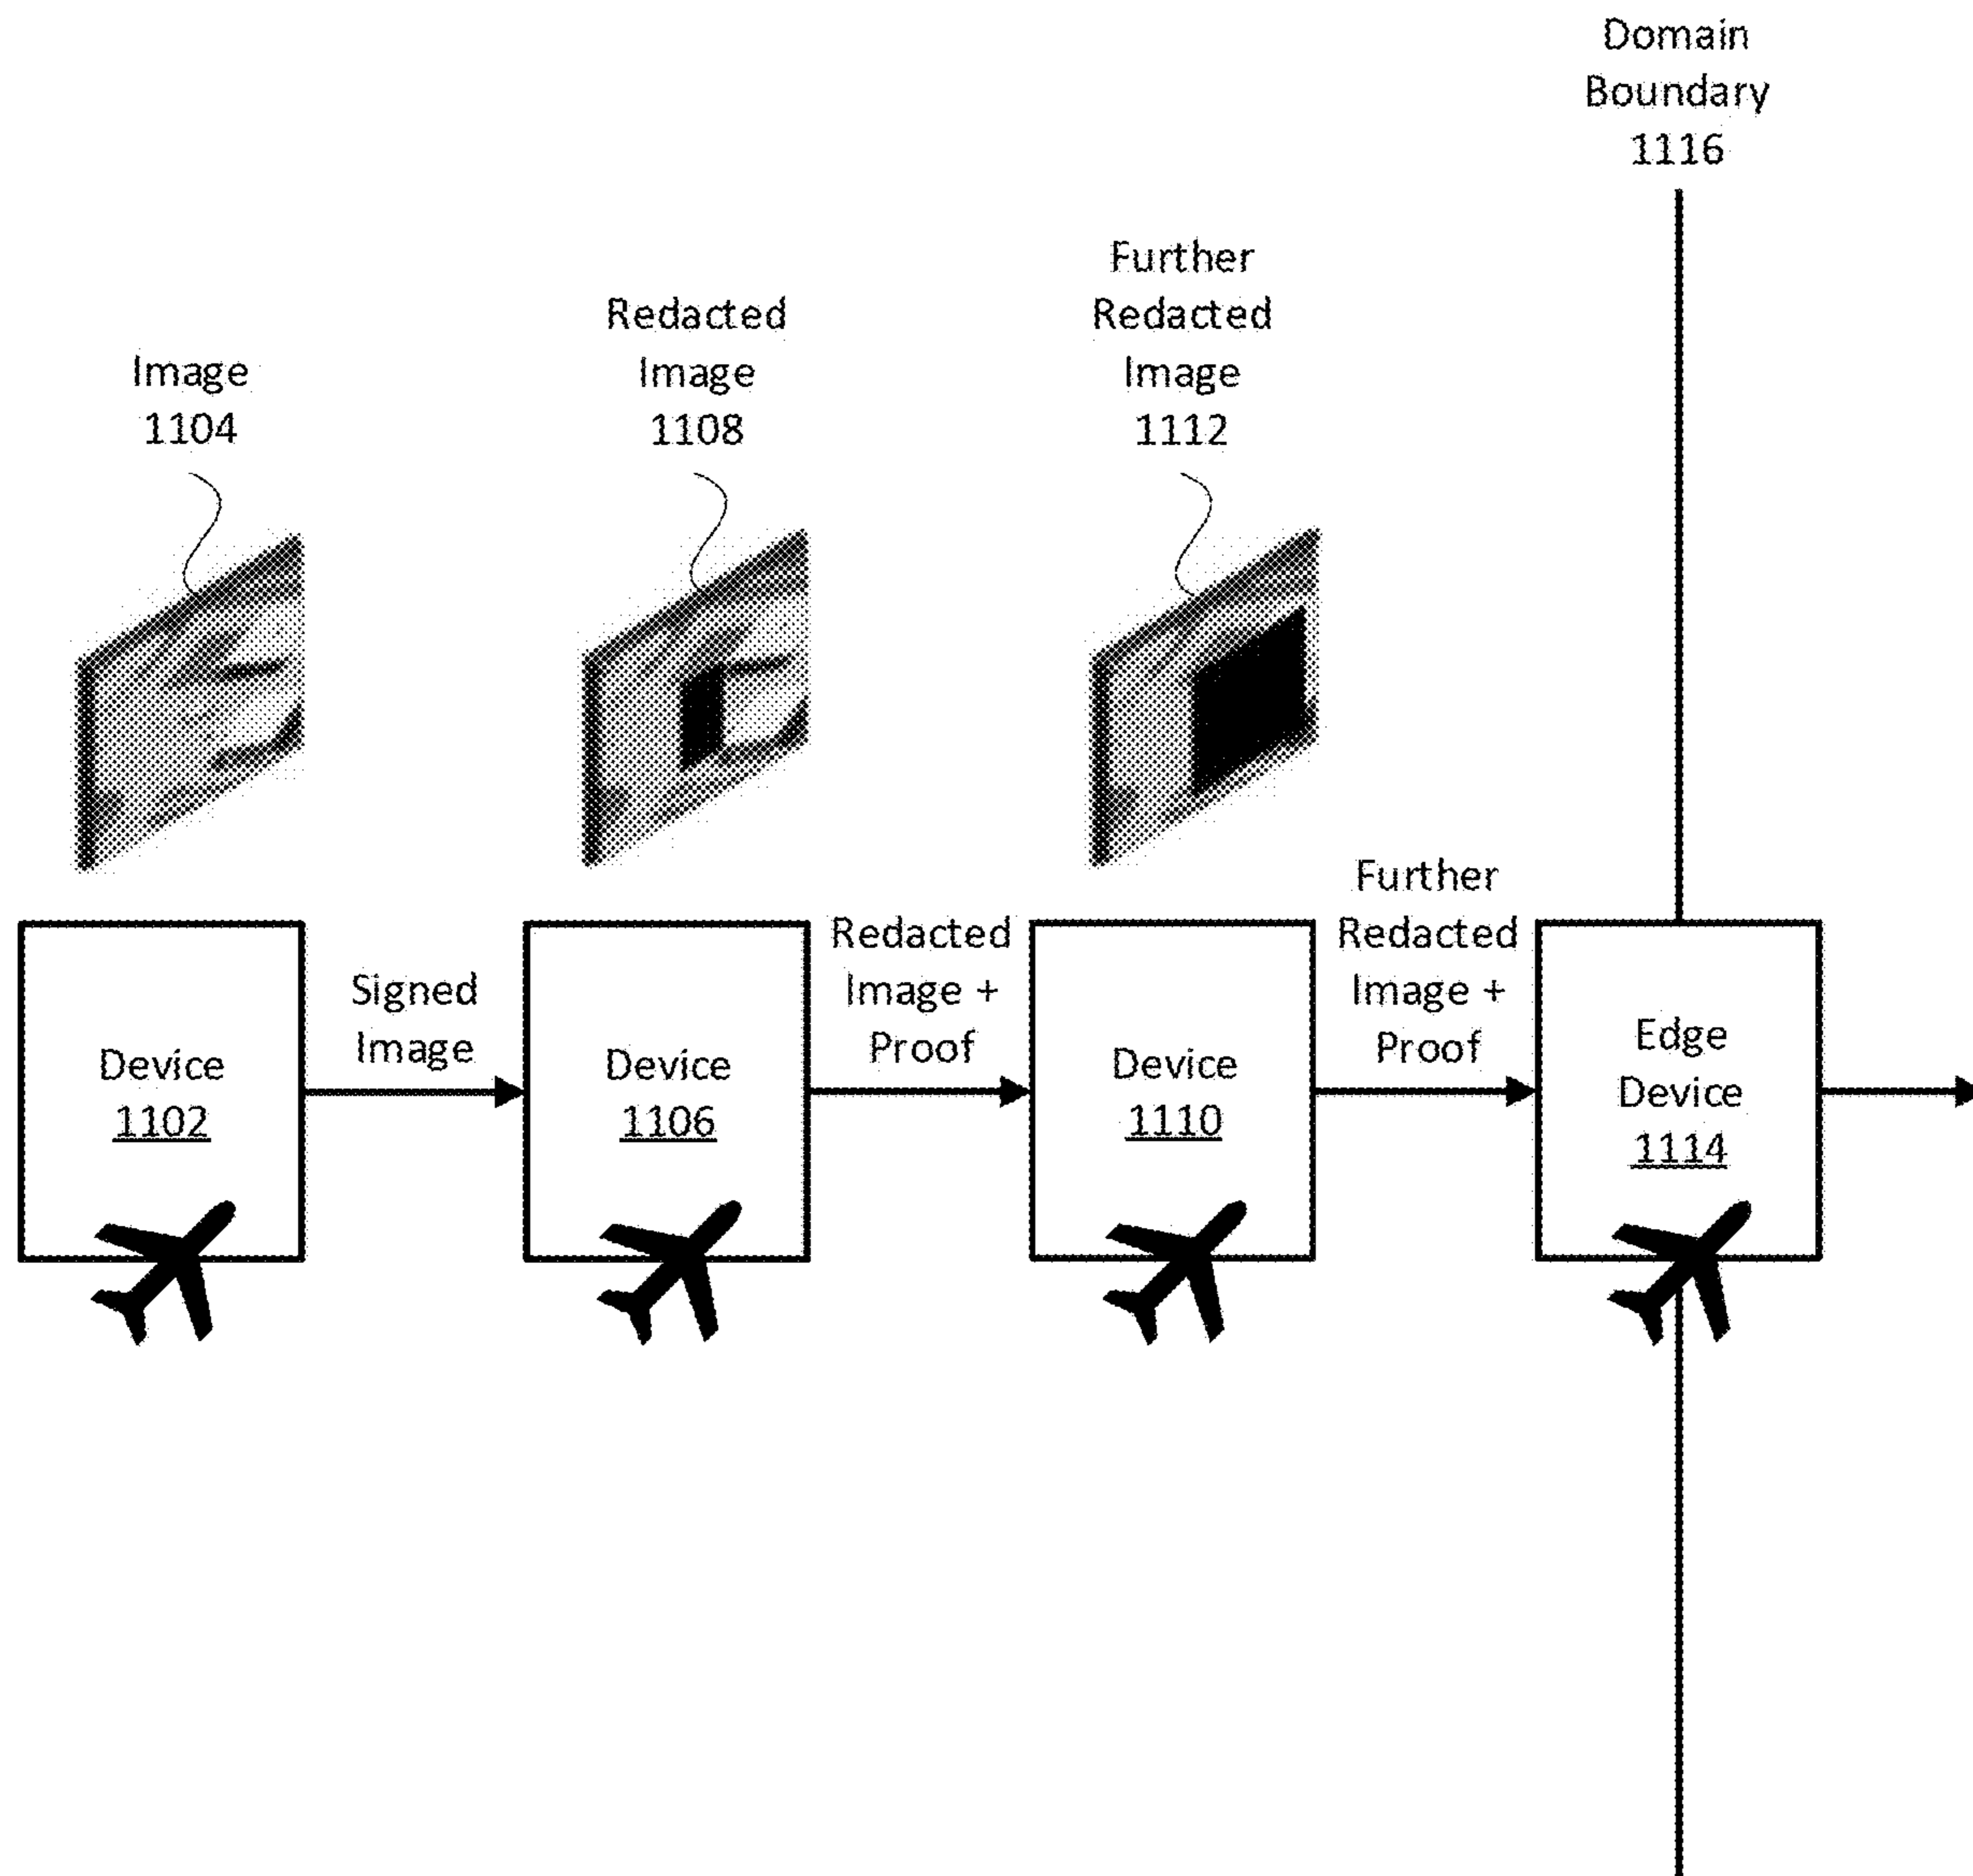 Domain
Boundary
1116
Further
Redacted
Image
1112
Redacted
Image
1108
Image
1104
Signed
Image
Redacted
Image +
Proof
Further
Redacted
Image +
Proof
Device
1102
Device
1106
Device
1110
Edge
Device
1114